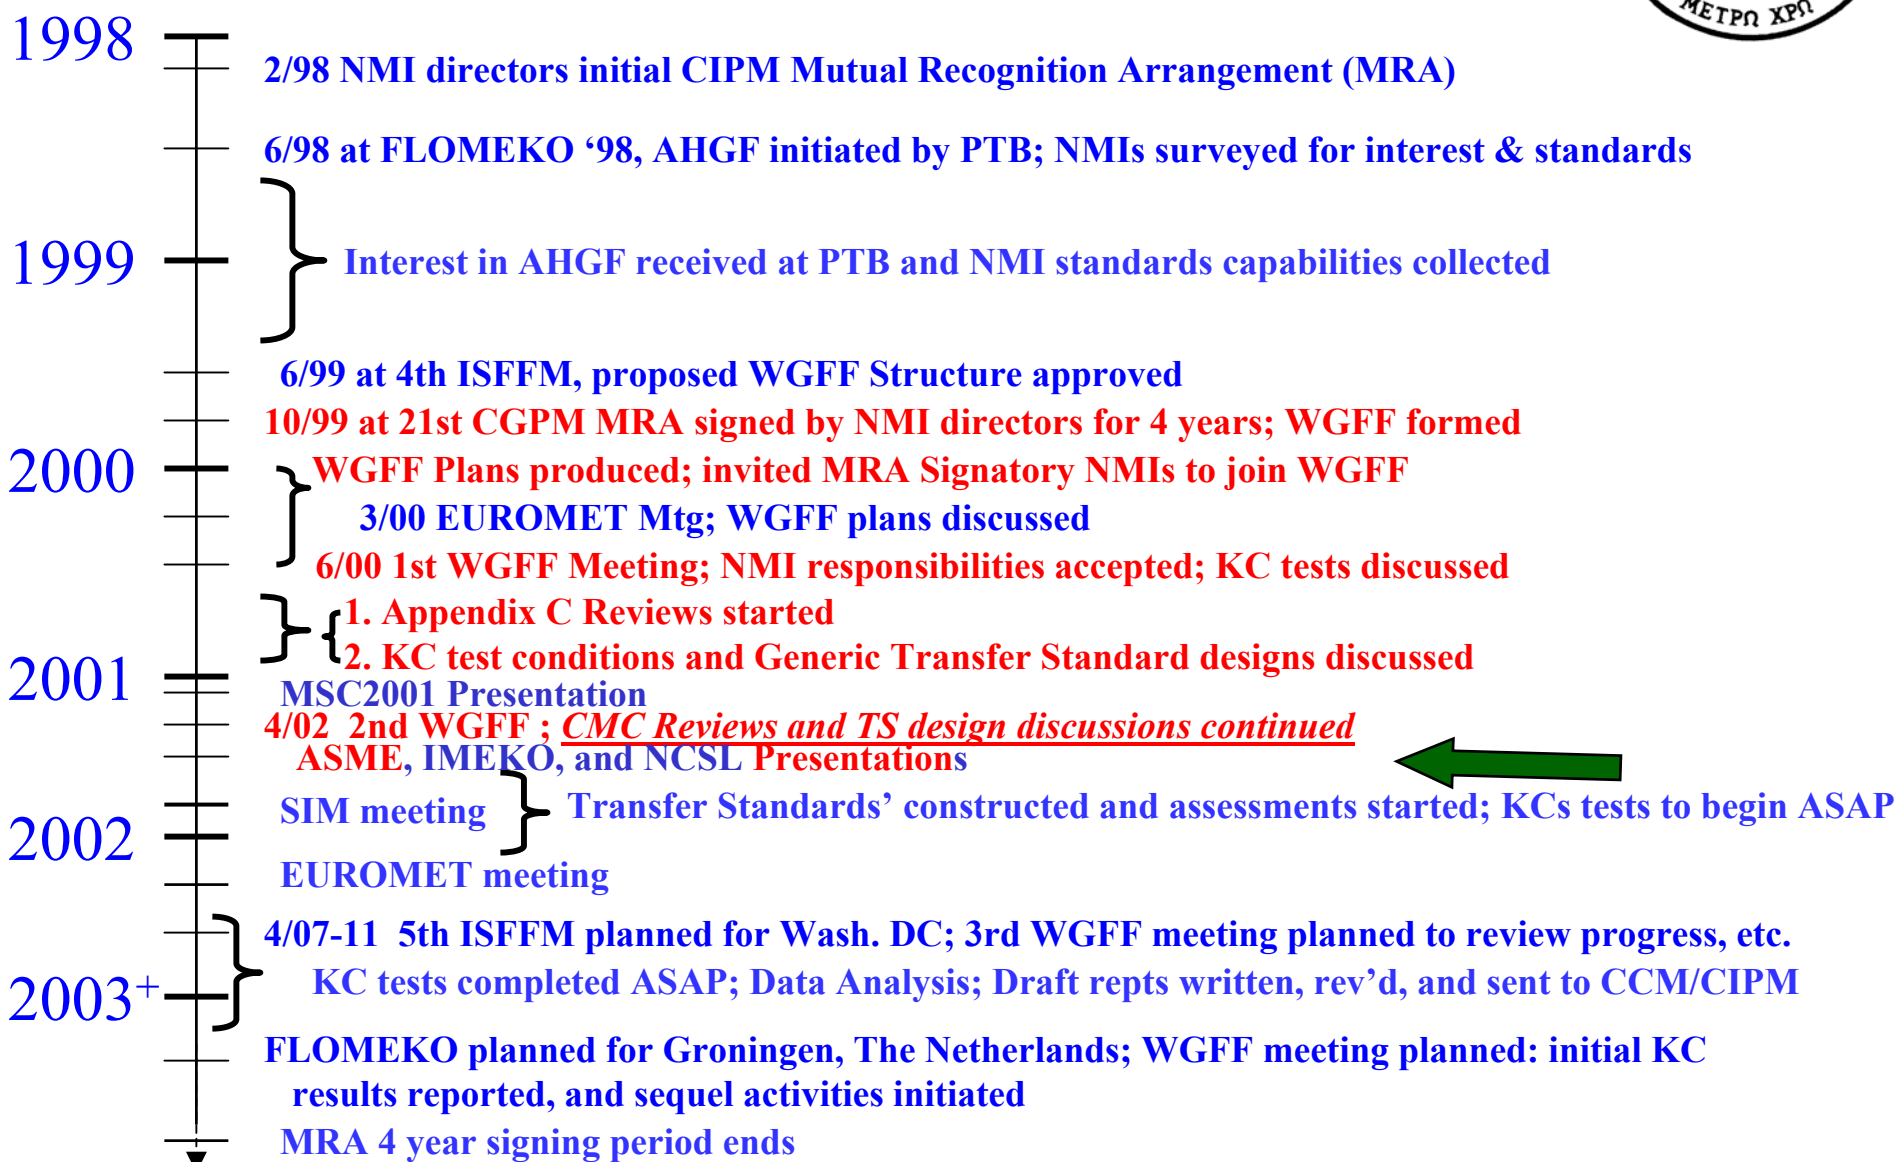 ΜΕΤΡΩ ΧΡΩ
1998
2/98 NMI directors initial CIPM Mutual Recognition Arrangement (MRA)
6/98 at FLOMEKO ‘98, AHGF initiated by PTB; NMIs surveyed for interest & standards
1999
Interest in AHGF received at PTB and NMI standards capabilities collected
6/99 at 4th ISFFM, proposed WGFF Structure approved
10/99 at 21st CGPM MRA signed by NMI directors for 4 years; WGFF formed
2000
WGFF Plans produced; invited MRA Signatory NMIs to join WGFF
3/00 EUROMET Mtg; WGFF plans discussed
6/00 1st WGFF Meeting; NMI responsibilities accepted; KC tests discussed
1. Appendix C Reviews started
2. KC test conditions and Generic Transfer Standard designs discussed
2001
MSC2001 Presentation
4/02 2nd WGFF ; CMC Reviews and TS design discussions continued
ASME, IMEKO, and NCSL Presentations
SIM meeting
Transfer Standards’ constructed and assessments started; KCs tests to begin ASAP
2002
EUROMET meeting
4/07-11 5th ISFFM planned for Wash. DC; 3rd WGFF meeting planned to review progress, etc.
KC tests completed ASAP; Data Analysis; Draft repts written, rev’d, and sent to CCM/CIPM
2003+
FLOMEKO planned for Groningen, The Netherlands; WGFF meeting planned: initial KC
results reported, and sequel activities initiated
MRA 4 year signing period ends